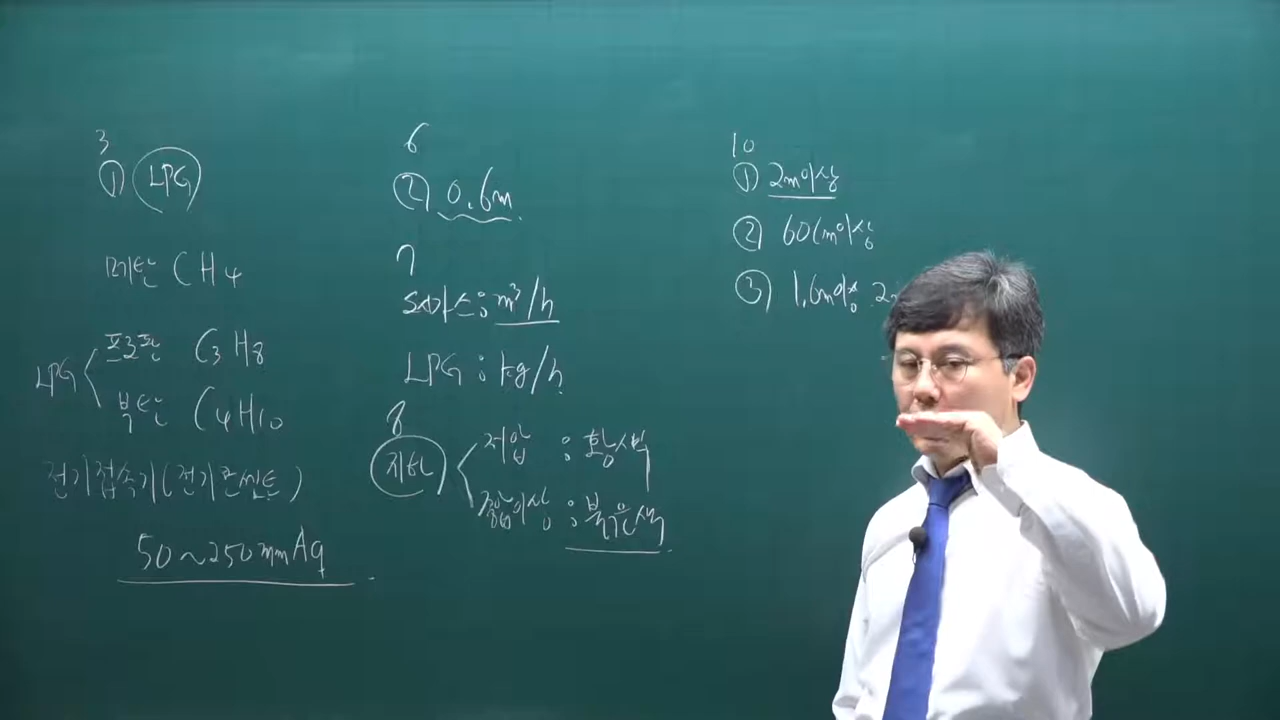 3
① LPG
메탄 CH4
LPG 프로판 C3H8
부탄 C4H10
전기접속기(전기콘센트)
50~250mmAq
6
② 0.6m
7
도시가스: m³/h
LPG : kg/h
8
지하 저압 : 황색
중압이상 : 붉은색
10
① 2m이상
② 60cm이상
③ 1.6m이상 2